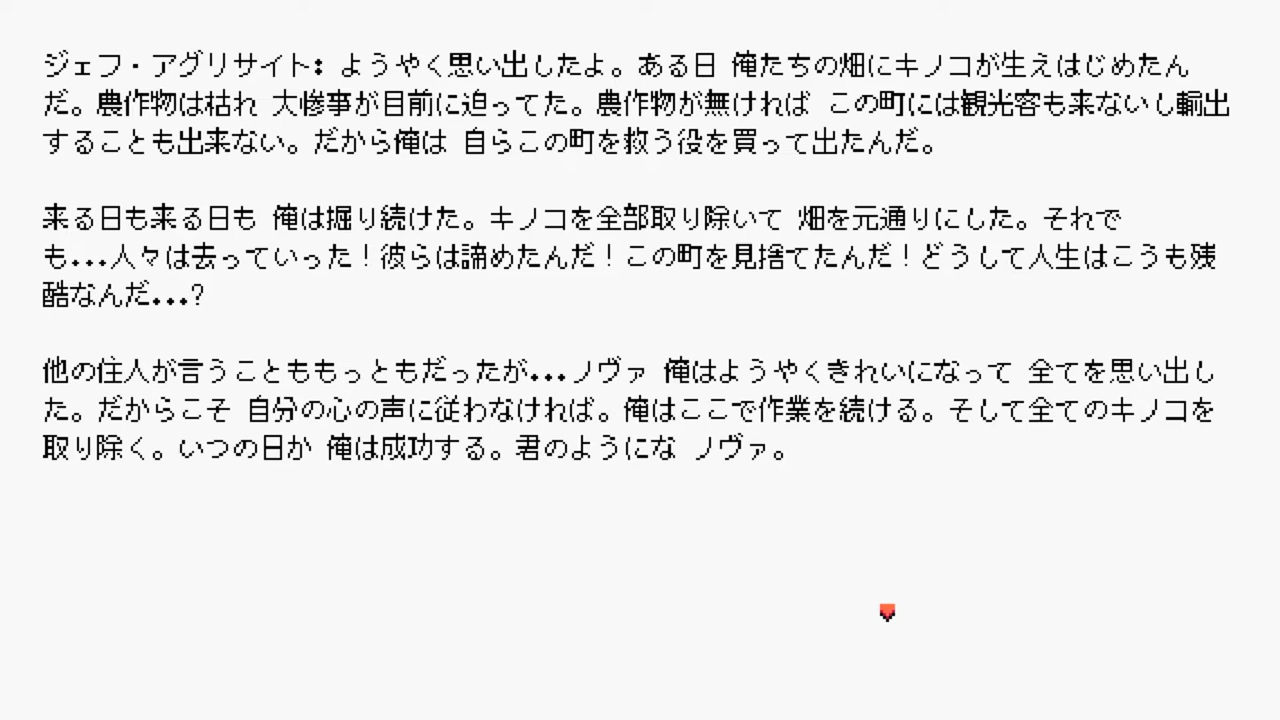 ジェフ・アグリサイト: ようやく思い出したよ。ある日 俺たちの畑にキノコが生えはじめたん
だ。農作物は枯れ 大惨事が目前に迫ってた。農作物が無ければ この町には観光客も来ないし輸出
することも出来ない。だから俺は 自らこの町を救う役を買って出たんだ。
来る日も来る日も 俺は掘り続けた。キノコを全部取り除いて 畑を元通りにした。それで
も...人々は去っていった！彼らは諦めたんだ！この町を見捨てたんだ！どうして人生はこうも残
酷なんだ...?
他の住人が言うことももっともだったが...ノヴァ 俺はようやくきれいになって 全てを思い出し
た。だからこそ 自分の心の声に従わなければ。俺はここで作業を続ける。そして全てのキノコを
取り除く。いつの日か 俺は成功する。君のようにな ノヴァ。